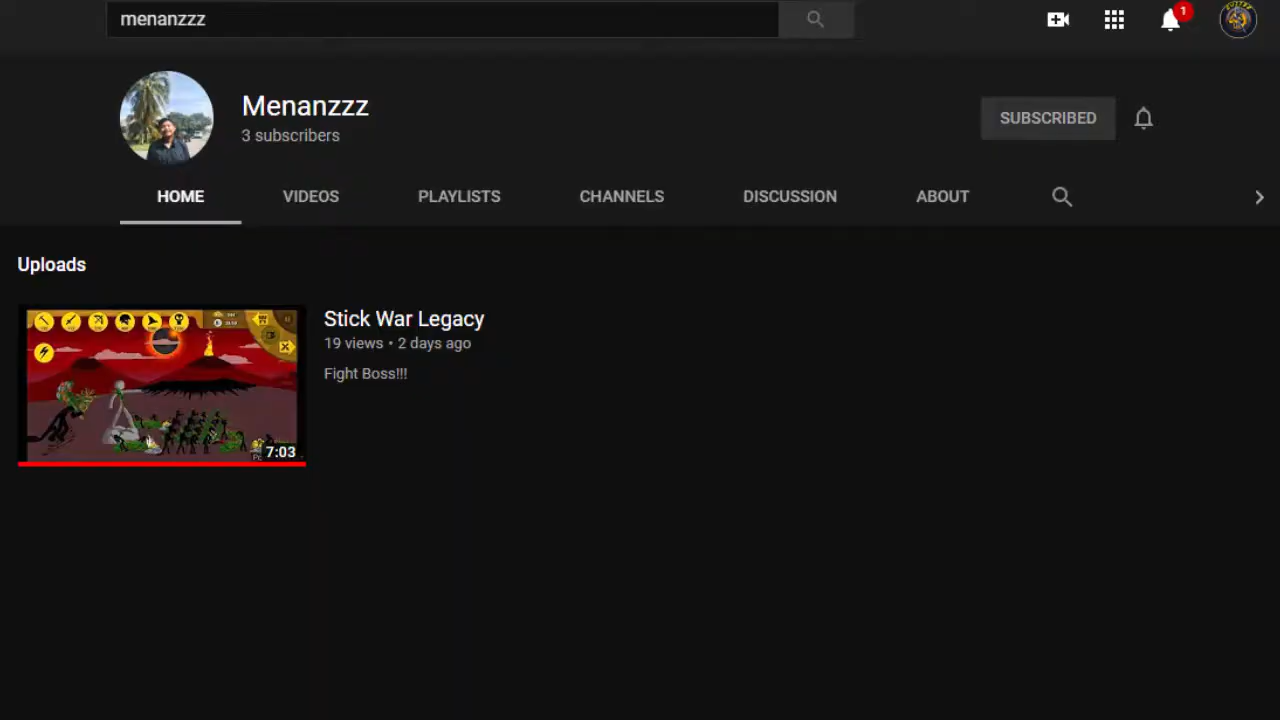 menanzzz
1
Menanzzz
3 subscribers
SUBSCRIBED
HOME VIDEOS PLAYLISTS CHANNELS DISCUSSION ABOUT
Uploads
Stick War Legacy
19 views • 2 days ago
Fight Boss!!!
7:03